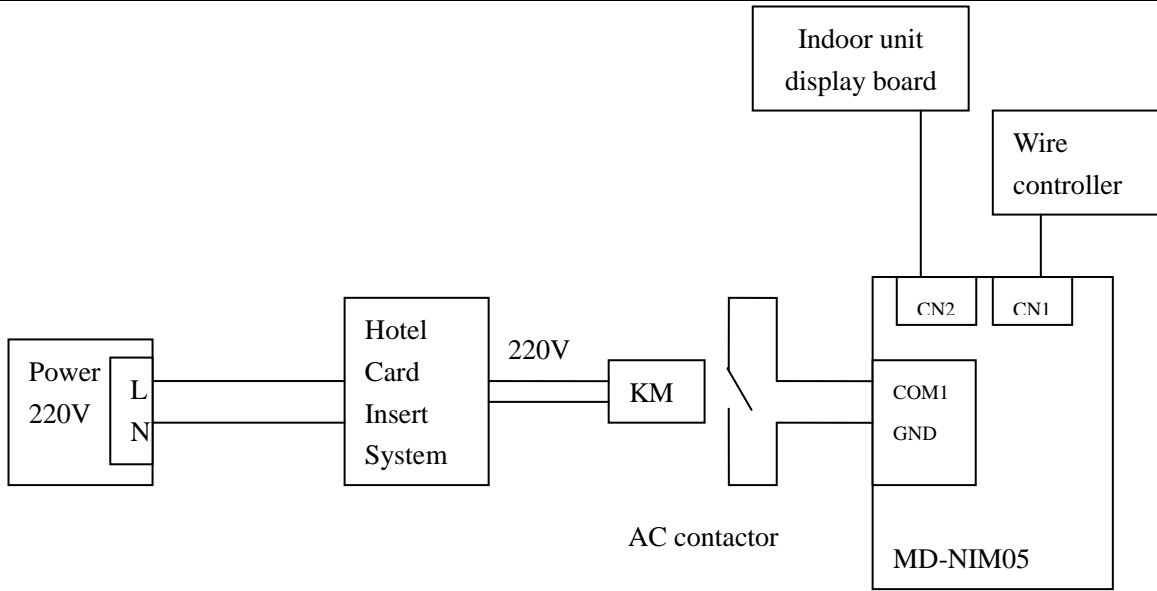 Indoor unit
display board
Wire
controller
CN2
CN1
Power
220V
L
N
Hotel
Card
Insert
System
220V
KM
COM1
GND
AC contactor
MD-NIM05